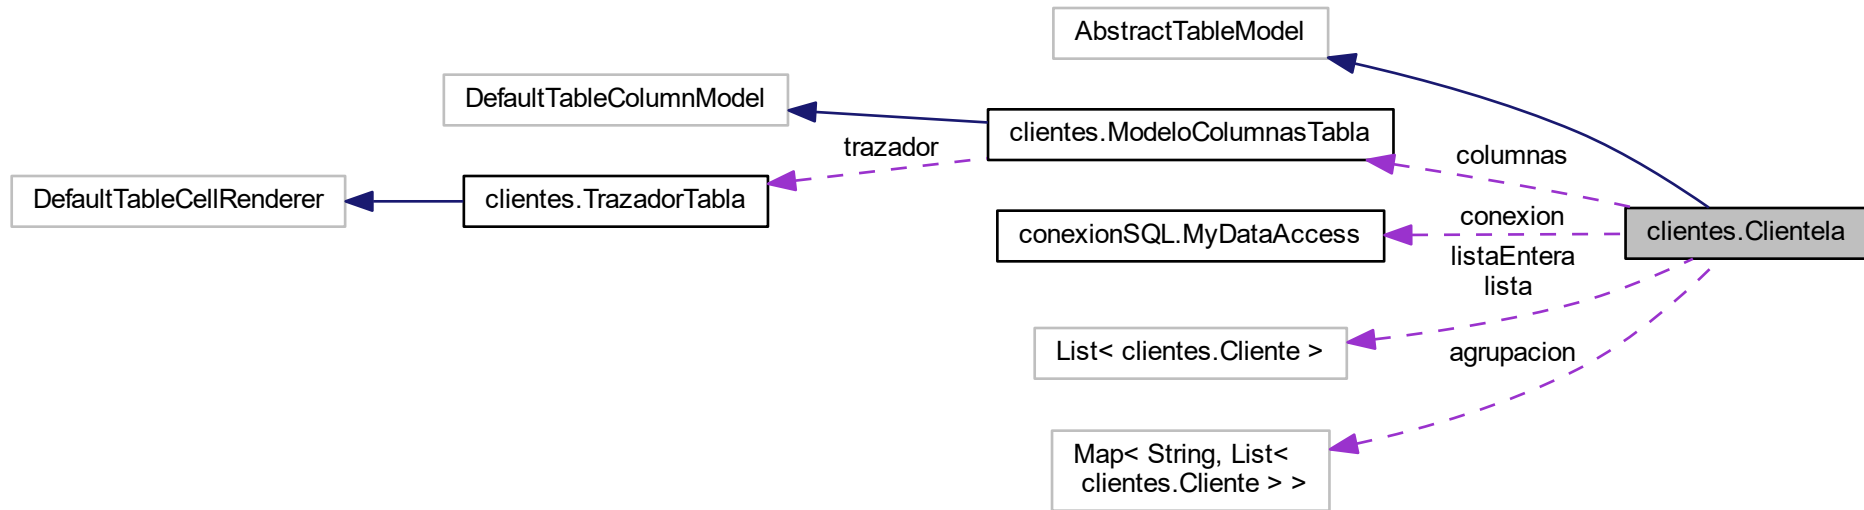 AbstractTableModel
DefaultTableColumnModel
clientes.ModeloColumnasTabla
trazador
columnas
DefaultTableCellRenderer
clientes.TrazadorTabla
conexion
conexionSQL.MyDataAccess
clientes.Clientela
listaEntera
lista
List< clientes.Cliente >
agrupacion
Map< String, List<
clientes.Cliente > >